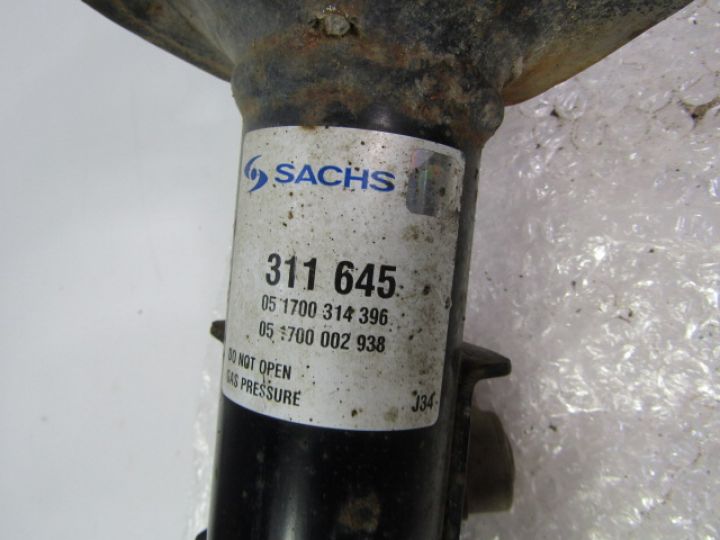 SACHS
311 645
05 1700 314 396
05 1700 002 938
DO NOT OPEN
GAS PRESSURE
J34